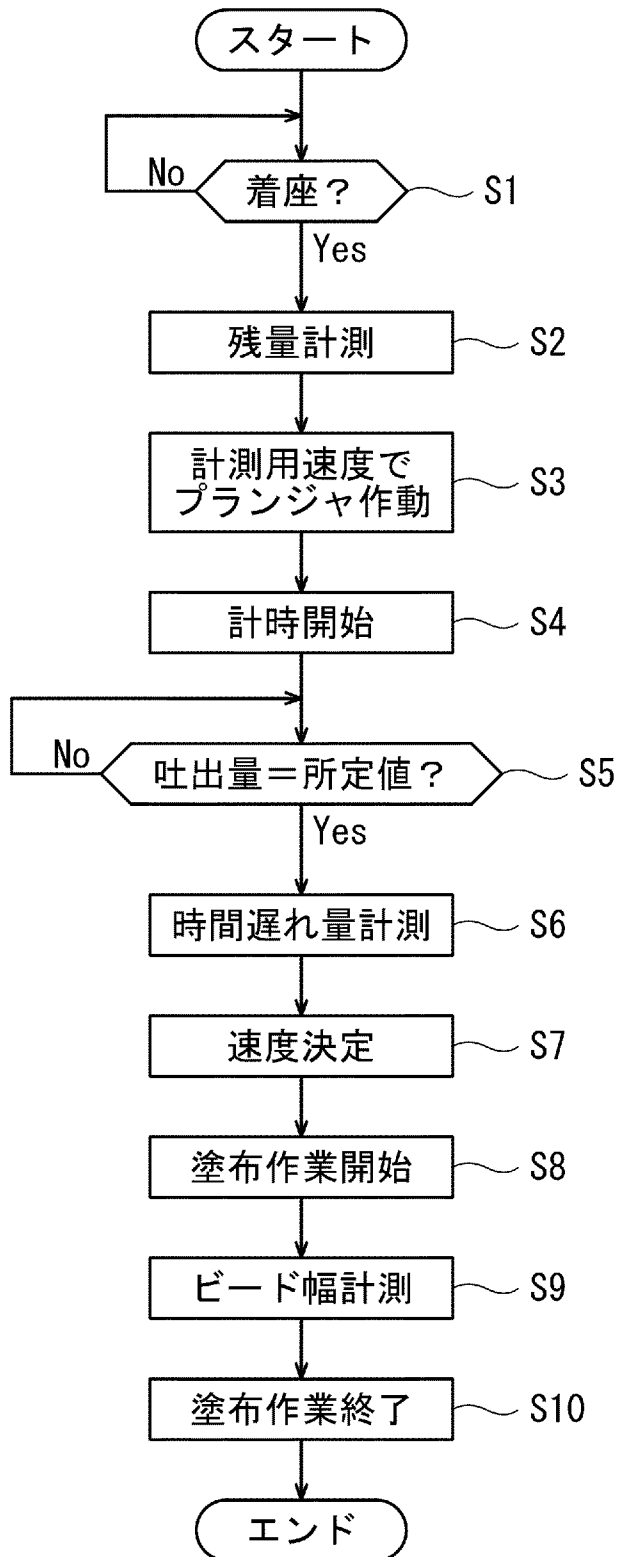 スタート
No
着座？
S1
Yes
残量計測
S2
計測用速度で
プランジャ作動
S3
計時開始
S4
No
吐出量＝所定値？
S5
Yes
時間遅れ量計測
S6
速度決定
S7
塗布作業開始
S8
ビード幅計測
S9
塗布作業終了
S10
エンド